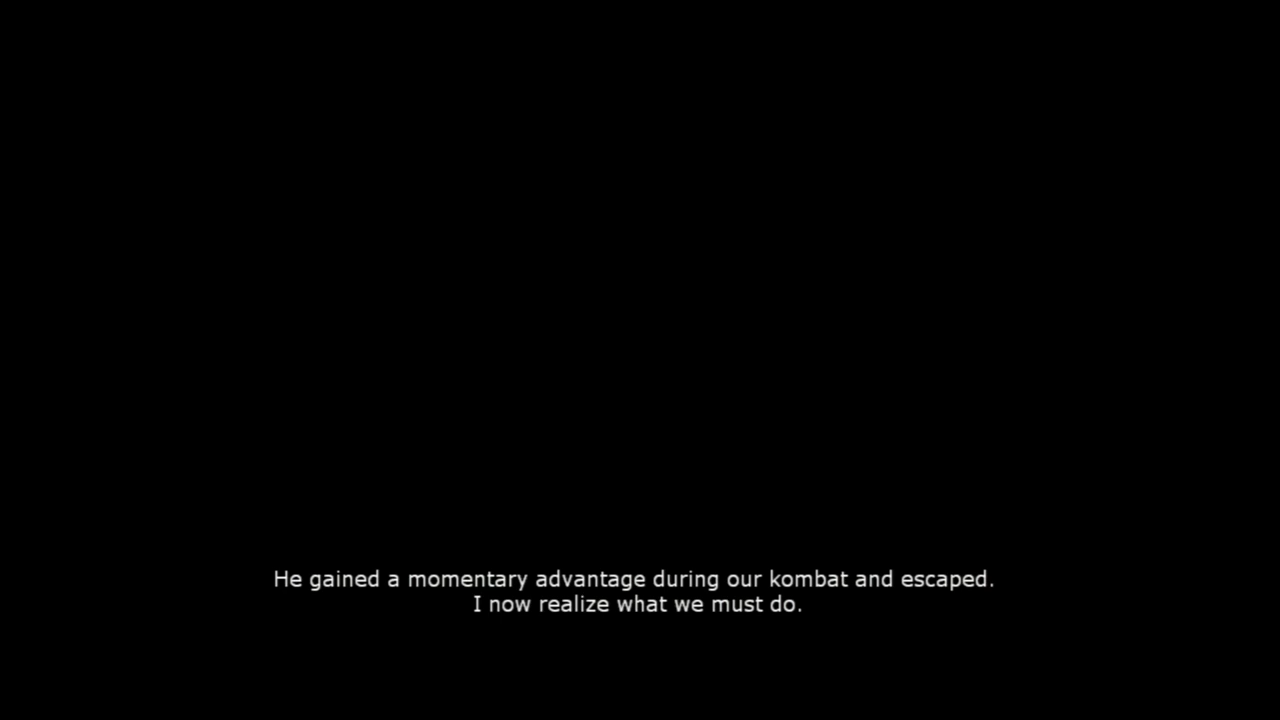 He gained a momentary advantage during our kombat and escaped.
I now realize what we must do.